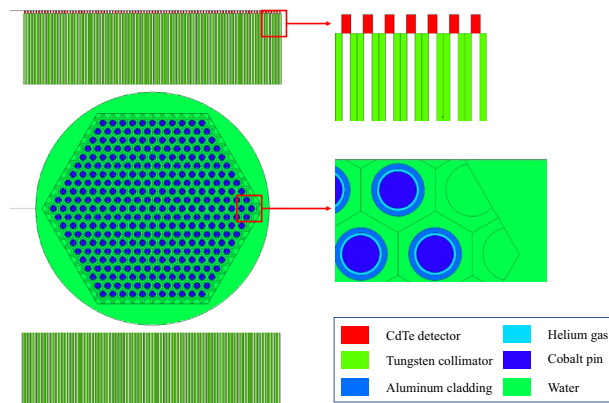 CdTe detector
Helium gas
Tungsten collimator
Cobalt pin
Aluminum cladding
Water